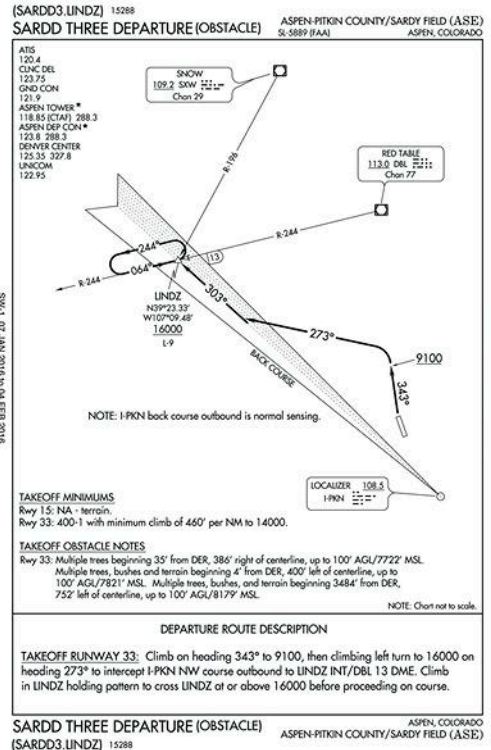 (SARDD3.LINDZ) 15288
SARDD THREE DEPARTURE (OBSTACLE)
ASPEN-PITKIN COUNTY/SARDY FIELD (ASE)
SL-5889 (FAA)
ASPEN, COLORADO
ATIS
120.4
CLNC DEL
123.75
GND CON
121.9
ASPEN TOWER*
118.85 (CTAF) 288.3
ASPEN DEP CON*
123.8 288.3
DENVER CENTER
125.35 327.8
UNICOM
122.95
SNOW
109.2 SXW
Chan 29
RED TABLE
113.0 DBL
Chan 77
R-196
R-244
13
244°
064°
R-244
LINDZ
N39°23.33'
W107°09.48'
16000
L-9
303°
273°
9100
343°
BACK COURSE
NOTE: I-PKN back course outbound is normal sensing.
LOCALIZER 108.5
I-PKN
TAKEOFF MINIMUMS
Rwy 15: NA - terrain.
Rwy 33: 400-1 with minimum climb of 460' per NM to 14000.
TAKEOFF OBSTACLE NOTES
Rwy 33: Multiple trees beginning 35' from DER, 386' right of centerline, up to 100' AGL/7722' MSL.
Multiple trees, bushes and terrain beginning 4' from DER, 400' left of centerline, up to
100' AGL/7821' MSL. Multiple trees, bushes, and terrain beginning 3484' from DER,
752' left of centerline, up to 100' AGL/8179' MSL.
NOTE: Chart not to scale.
DEPARTURE ROUTE DESCRIPTION
TAKEOFF RUNWAY 33: Climb on heading 343° to 9100, then climbing left turn to 16000 on
heading 273° to intercept I-PKN NW course outbound to LINDZ INT/DBL 13 DME. Climb
in LINDZ holding pattern to cross LINDZ at or above 16000 before proceeding on course.
SARDD THREE DEPARTURE (OBSTACLE)
(SARDD3.LINDZ) 15288
ASPEN, COLORADO
ASPEN-PITKIN COUNTY/SARDY FIELD (ASE)
SW-1, 07 JAN 2016 to 04 FEB 2016